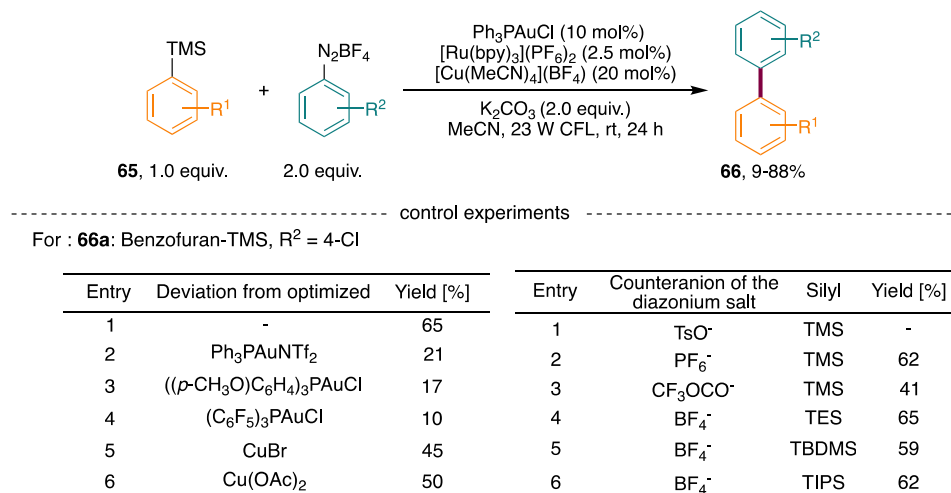 TMS
R¹
+
N₂BF₄
R²
Ph₃PAuCl (10 mol%)
[Ru(bpy)₃](PF₆)₂ (2.5 mol%)
[Cu(MeCN)₄](BF₄) (20 mol%)
K₂CO₃ (2.0 equiv.)
MeCN, 23 W CFL, rt, 24 h
R²
R¹
65, 1.0 equiv.
2.0 equiv.
66, 9-88%
control experiments
For : 66a: Benzofuran-TMS, R² = 4-Cl
Entry Deviation from optimized Yield [%]
1 - 65
2 Ph₃PAuNTf₂ 21
3 ((p-CH₃O)C₆H₄)₃PAuCl 17
4 (C₆F₅)₃PAuCl 10
5 CuBr 45
6 Cu(OAc)₂ 50
Entry Counteranion of the diazonium salt Silyl Yield [%]
1 TsO⁻ TMS -
2 PF₆⁻ TMS 62
3 CF₃OCO⁻ TMS 41
4 BF₄⁻ TES 65
5 BF₄⁻ TBDMS 59
6 BF₄⁻ TIPS 62